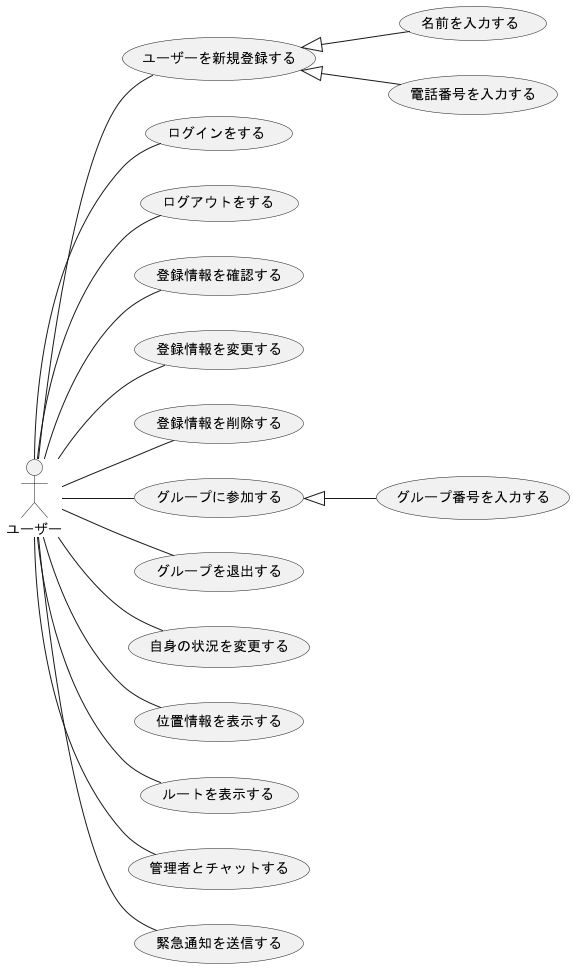 名前を入力する
ユーザーを新規登録する
電話番号を入力する
ログインをする
ログアウトをする
登録情報を確認する
登録情報を変更する
登録情報を削除する
グループに参加する
グループ番号を入力する
ユーザー
グループを退出する
自身の状況を変更する
位置情報を表示する
ルートを表示する
管理者とチャットする
緊急通知を送信する